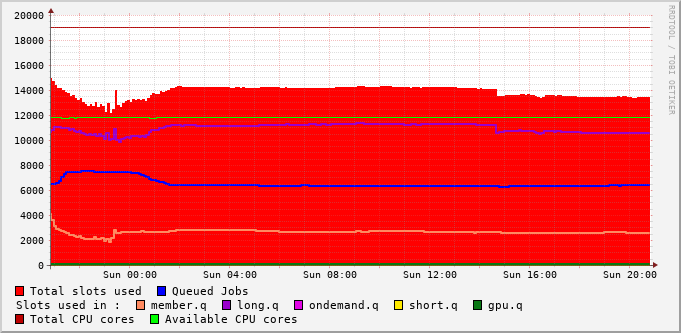 20000
18000
16000
14000
12000
10000
8000
6000
4000
2000
0
Sun 00:00 Sun 04:00 Sun 08:00 Sun 12:00 Sun 16:00 Sun 20:00
Total slots used Queued Jobs
Slots used in : member.q long.q ondemand.q short.q gpu.q
Total CPU cores Available CPU cores
RRDTOOL / TOBI OETIKER